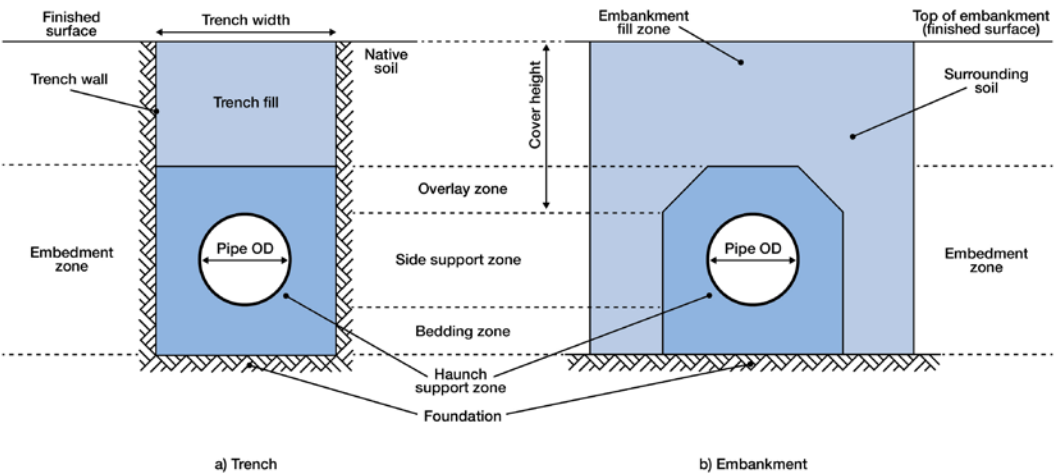 Finished
surface
Trench width
Embankment
fill zone
Top of embankment
(finished surface)
Native
soil
Trench wall
Trench fill
Cover height
Surrounding
soil
Overlay zone
Embedment
zone
Pipe OD
Side support zone
Pipe OD
Embedment
zone
Bedding zone
Haunch
support zone
Foundation
a) Trench
b) Embankment